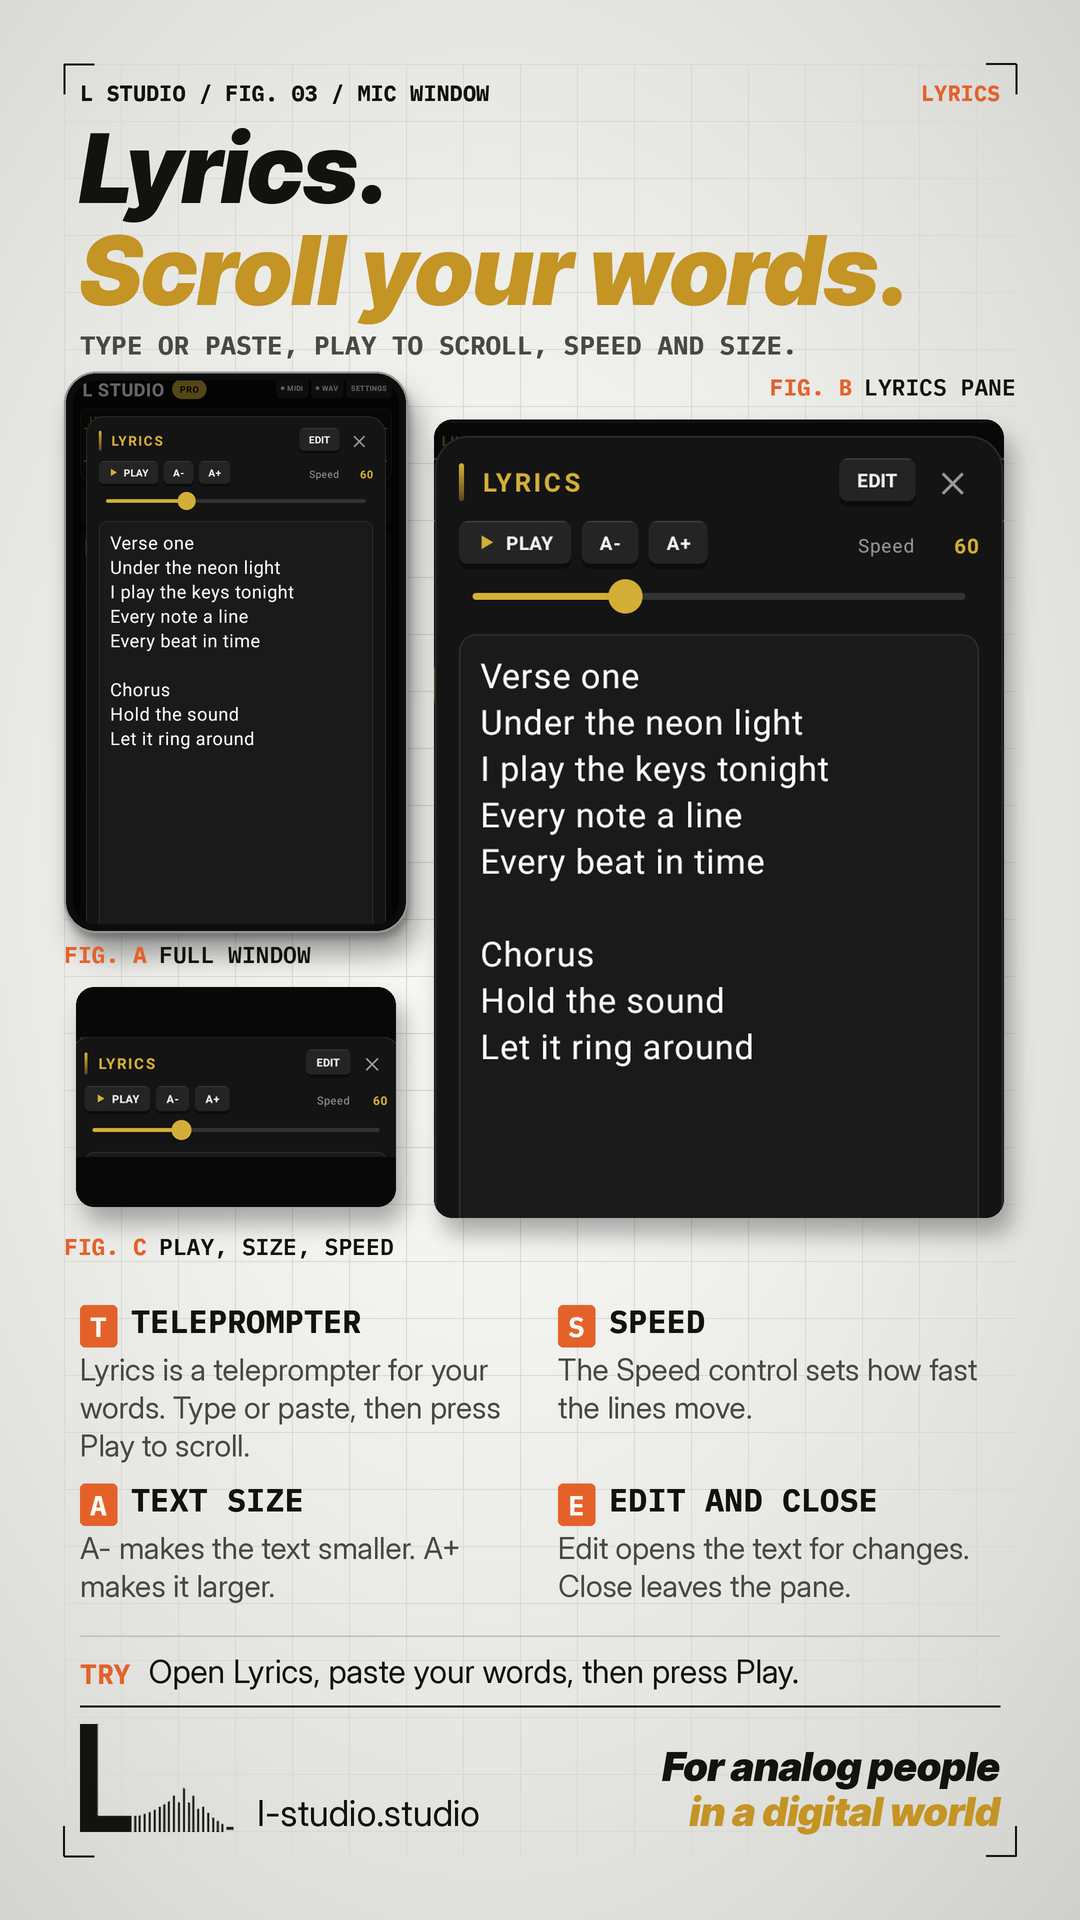 L STUDIO / FIG. 03 / MIC WINDOW
LYRICS
Lyrics.
Scroll your words.
TYPE OR PASTE, PLAY TO SCROLL, SPEED AND SIZE.
L STUDIO PRO • MIDI • WAV SETTINGS
LYRICS EDIT ×
▶ PLAY A- A+ Speed 60
Verse one
Under the neon light
I play the keys tonight
Every note a line
Every beat in time
Chorus
Hold the sound
Let it ring around
FIG. A FULL WINDOW
FIG. B LYRICS PANE
LYRICS EDIT ×
▶ PLAY A- A+ Speed 60
Verse one
Under the neon light
I play the keys tonight
Every note a line
Every beat in time
Chorus
Hold the sound
Let it ring around
LYRICS EDIT ×
▶ PLAY A- A+ Speed 60
FIG. C PLAY, SIZE, SPEED
T TELEPROMPTER
Lyrics is a teleprompter for your
words. Type or paste, then press
Play to scroll.
S SPEED
The Speed control sets how fast
the lines move.
A TEXT SIZE
A- makes the text smaller. A+
makes it larger.
E EDIT AND CLOSE
Edit opens the text for changes.
Close leaves the pane.
TRY Open Lyrics, paste your words, then press Play.
L
l-studio.studio
For analog people
in a digital world